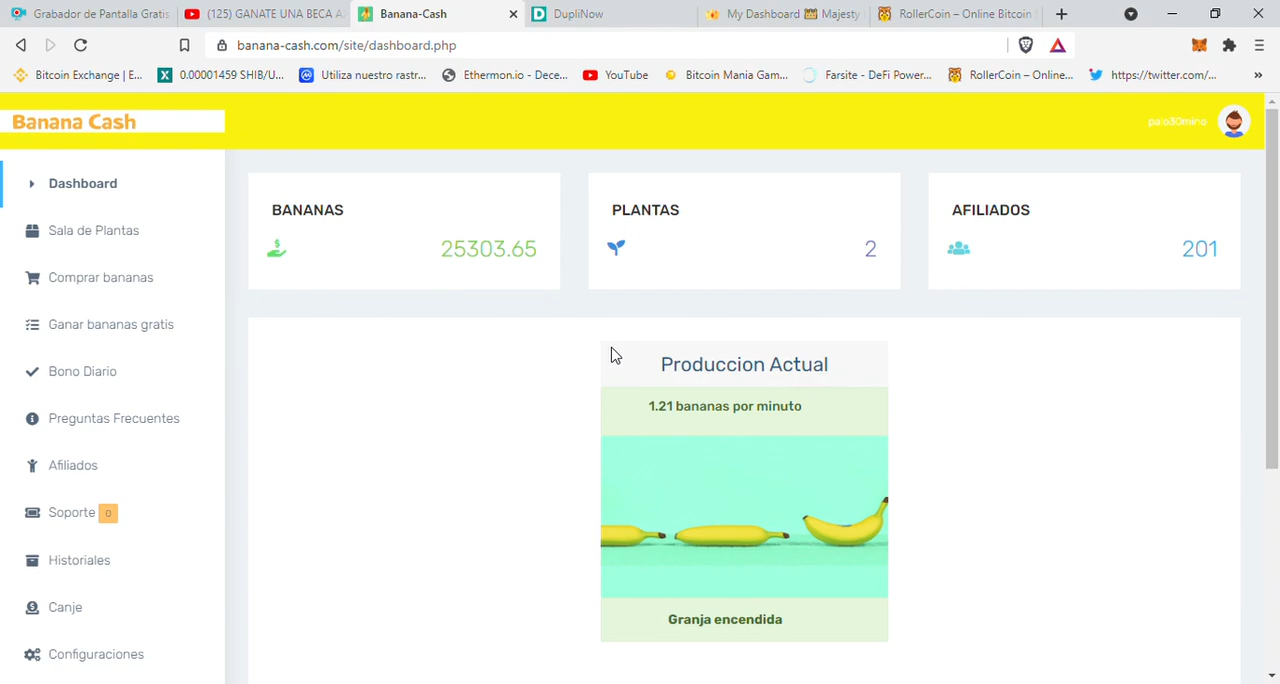 Grabador de Pantalla Gratis
(125) GANATE UNA BECA A
Banana-Cash
DupliNow
My Dashboard 👑 Majesty
RollerCoin – Online Bitcoin
banana-cash.com/site/dashboard.php
Bitcoin Exchange | E...
0.00001459 SHIB/U...
Utiliza nuestro rastr...
Ethermon.io - Dece...
YouTube
Bitcoin Mania Gam...
Farsite - DeFi Power...
RollerCoin – Online...
https://twitter.com/...
Banana Cash
palo30mino
Dashboard
Sala de Plantas
Comprar bananas
Ganar bananas gratis
Bono Diario
Preguntas Frecuentes
Afiliados
Soporte 0
Historiales
Canje
Configuraciones
BANANAS
25303.65
PLANTAS
2
AFILIADOS
201
Produccion Actual
1.21 bananas por minuto
Granja encendida